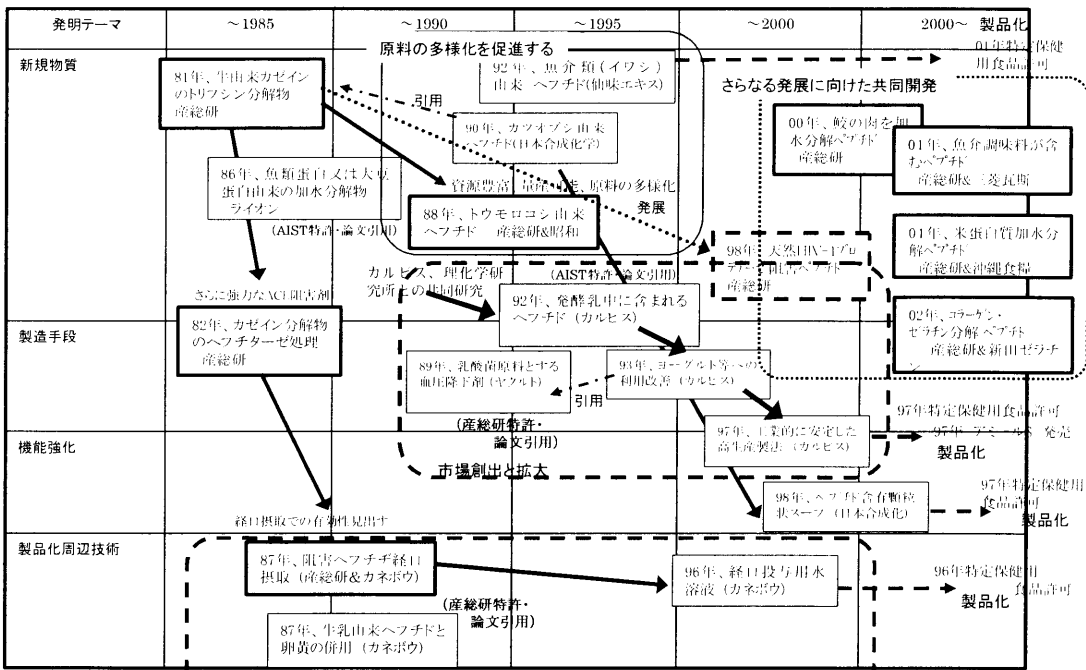 発明テーマ
～1985
～1990
～1995
～2000
2000～
製品化
新規物質
原料の多様化を促進する
01年特定保健
用食品許可
81年、牛由来カゼイン
のトリプシン分解物
産総研
92年、魚介類(イワシ)
由来ペプチド(仙味エキス)
引用
さらなる発展に向けた共同開発
90年、カツオブシ由来
ペプチド(日本合成化学)
00年、鮫の肉を加
水分解ペプチド
産総研
01年、魚介調味料が含
むペプチド
産総研&三菱瓦斯
86年、魚類蛋白又は大豆
蛋白由来の加水分解物
ライオン
(AIST特許・論文引用)
資源豊富、量産可能、原料の多様化
発展
88年、トウモロコシ由来
ペプチド 産総研&昭和
98年、天然HIV-1プロ
阻害ペプチド
産総研
01年、米蛋白質加水分
解ペプチド
産総研&沖縄食糧
カルピス、理化学研
究所との共同研究
(AIST特許・論文引用)
さらに強力なACE阻害剤
92年、発酵乳中に含まれる
ペプチド (カルピス)
02年、コラーゲン・
ゼラチン分解ペプチド
産総研&新田ゼラチ
ン
製造手段
82年、カゼイン分解物
のペプチターゼ処理
産総研
89年、乳酸菌原料とする
血圧降下剤 (ヤクルト)
93年、ヨーグルト等への
利用改善 (カルピス)
引用
(産総研特許・
論文引用)
97年、工業的に安定した
高生産製法 (カルピス)
97年特定保健用食品許可
97年 アミールS 発売
製品化
機能強化
市場創出と拡大
98年、ペプチド含有顆粒
状スープ (日本合成化)
97年特定保健用
食品許可
製品化
経口摂取での有効性見出す
製品化周辺技術
87年、阻害ペプチド経口
摂取 (産総研&カネボウ)
(産総研特許・
論文引用)
96年、経口投与用水
溶液 (カネボウ)
96年特定保健用
食品許可
製品化
87年、牛乳由来ペプチドと
卵黄の併用 (カネボウ)